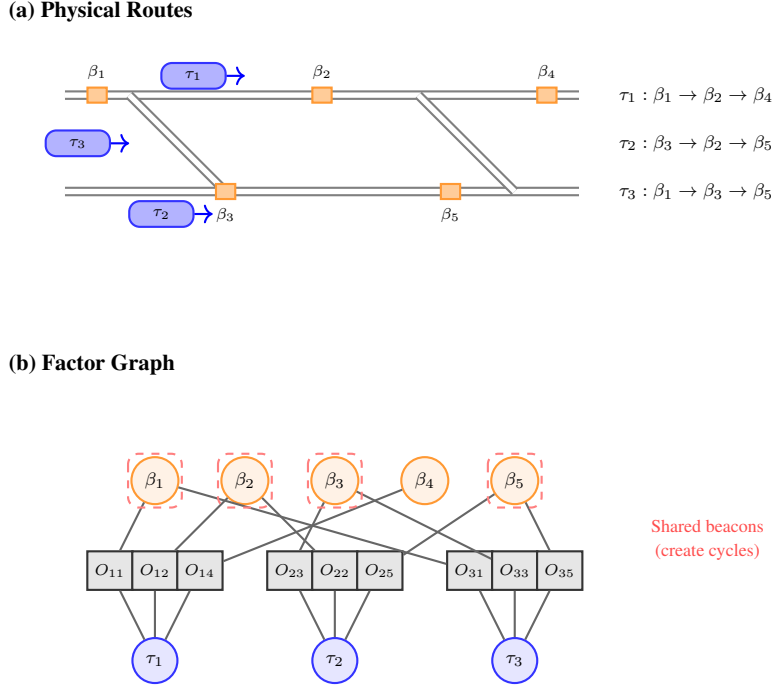 (a) Physical Routes
β₁
τ₁
β₂
β₄
τ₁ : β₁ → β₂ → β₄
τ₃
τ₂ : β₃ → β₂ → β₅
τ₃ : β₁ → β₃ → β₅
τ₂
β₃
β₅
(b) Factor Graph
β₁ β₂ β₃ β₄ β₅
Shared beacons
(create cycles)
O₁₁ O₁₂ O₁₄ O₂₃ O₂₂ O₂₅ O₃₁ O₃₃ O₃₅
τ₁ τ₂ τ₃